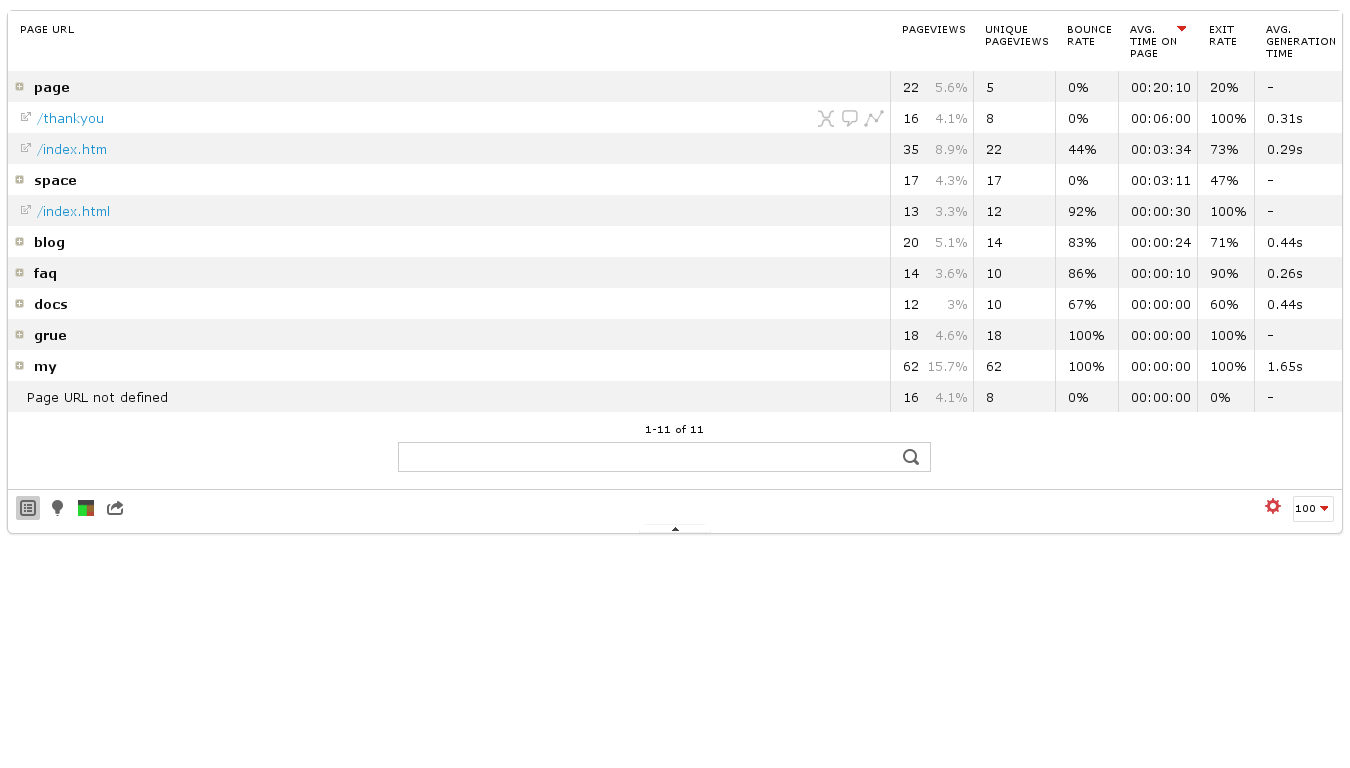 PAGE URL PAGEVIEWS UNIQUE PAGEVIEWS BOUNCE RATE AVG. TIME ON PAGE EXIT RATE AVG. GENERATION TIME
page 22 5.6% 5 0% 00:20:10 20% -
/thankyou 16 4.1% 8 0% 00:06:00 100% 0.31s
/index.htm 35 8.9% 22 44% 00:03:34 73% 0.29s
space 17 4.3% 17 0% 00:03:11 47% -
/index.html 13 3.3% 12 92% 00:00:30 100% -
blog 20 5.1% 14 83% 00:00:24 71% 0.44s
faq 14 3.6% 10 86% 00:00:10 90% 0.26s
docs 12 3% 10 67% 00:00:00 60% 0.44s
grue 18 4.6% 18 100% 00:00:00 100% -
my 62 15.7% 62 100% 00:00:00 100% 1.65s
Page URL not defined 16 4.1% 8 0% 00:00:00 0% -
1-11 of 11
100